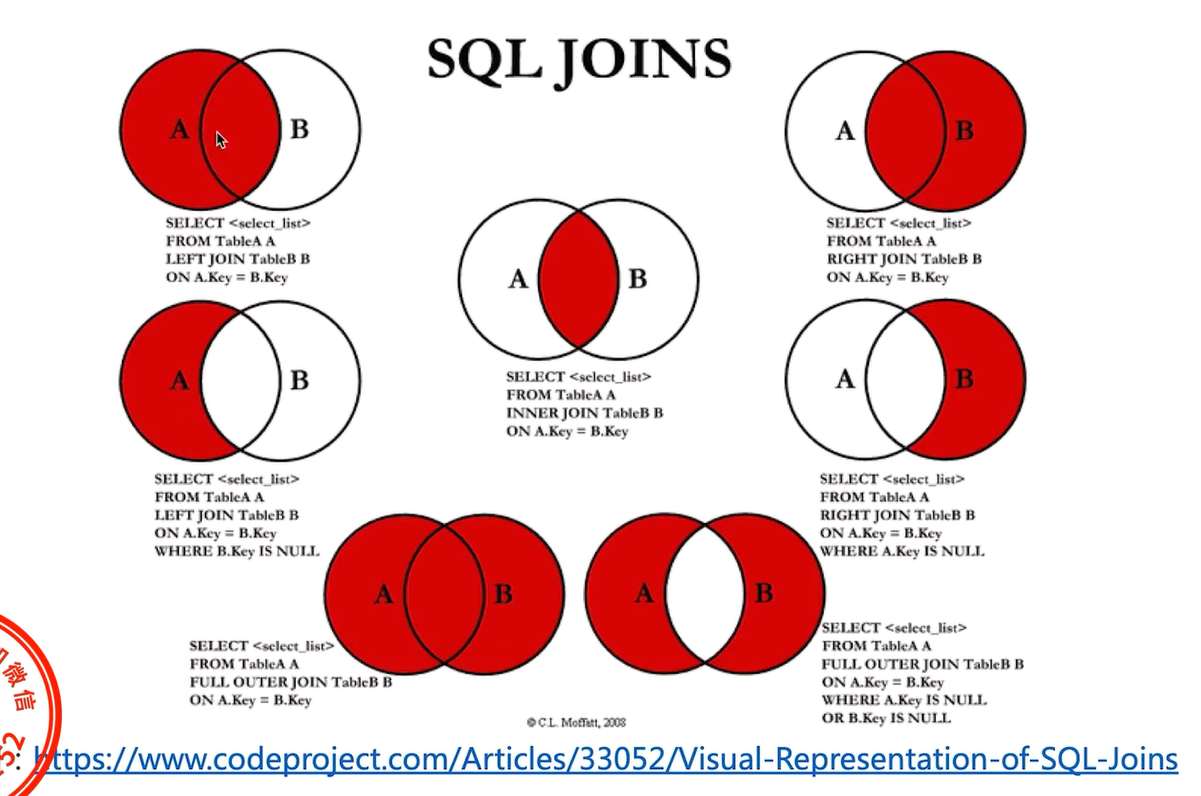 SQL JOINS
A
B
SELECT <select_list>
FROM TableA A
LEFT JOIN TableB B
ON A.Key = B.Key
A
B
SELECT <select_list>
FROM TableA A
RIGHT JOIN TableB B
ON A.Key = B.Key
A
B
SELECT <select_list>
FROM TableA A
INNER JOIN TableB B
ON A.Key = B.Key
A
B
SELECT <select_list>
FROM TableA A
LEFT JOIN TableB B
ON A.Key = B.Key
WHERE B.Key IS NULL
A
B
SELECT <select_list>
FROM TableA A
RIGHT JOIN TableB B
ON A.Key = B.Key
WHERE A.Key IS NULL
A
B
SELECT <select_list>
FROM TableA A
FULL OUTER JOIN TableB B
ON A.Key = B.Key
A
B
SELECT <select_list>
FROM TableA A
FULL OUTER JOIN TableB B
ON A.Key = B.Key
WHERE A.Key IS NULL
OR B.Key IS NULL
© C.L. Moffatt, 2008
微信
: https://www.codeproject.com/Articles/33052/Visual-Representation-of-SQL-Joins